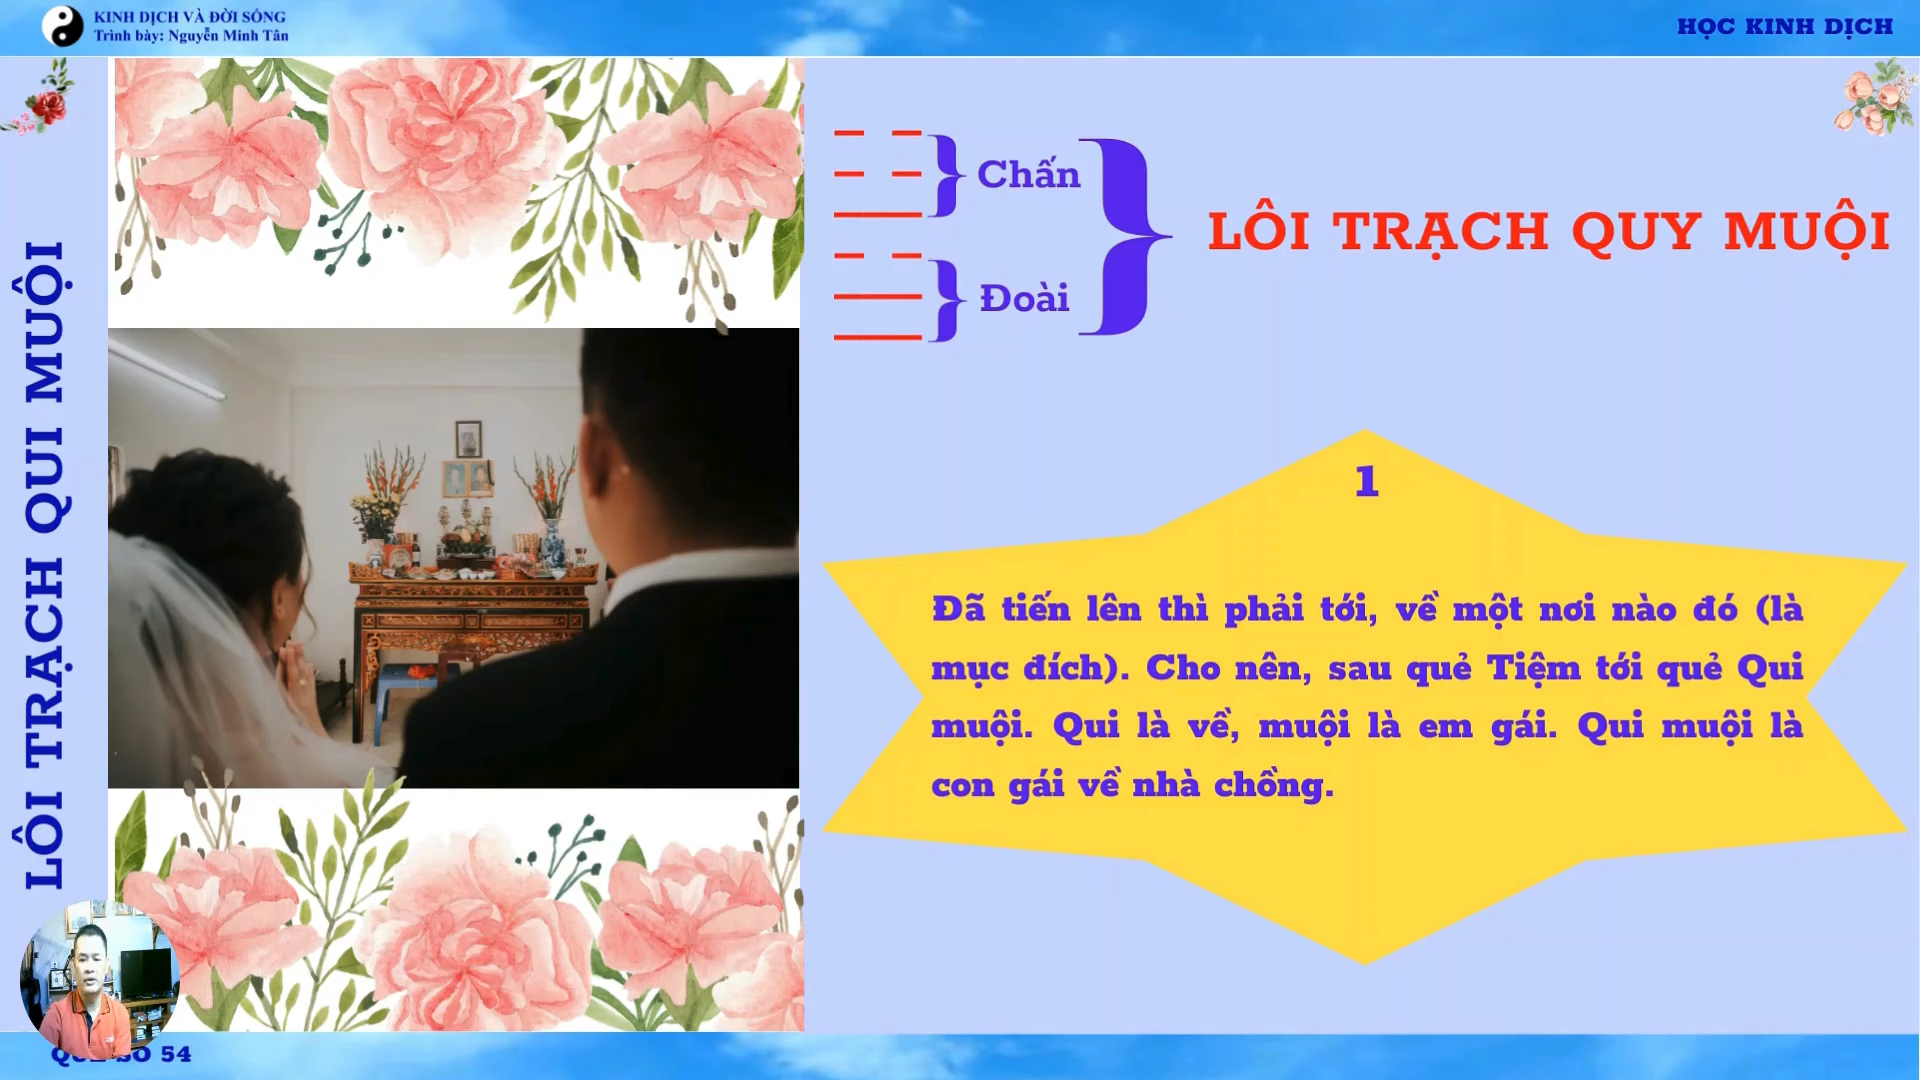 KINH DỊCH VÀ ĐỜI SỐNG
Trình bày: Nguyễn Minh Tân
HỌC KINH DỊCH
LÔI TRẠCH QUI MUỘI
Chấn
Đoài
LÔI TRẠCH QUY MUỘI
1
Đã tiến lên thì phải tới, về một nơi nào đó (là
mục đích). Cho nên, sau quẻ Tiệm tới quẻ Qui
muội. Qui là về, muội là em gái. Qui muội là
con gái về nhà chồng.
54